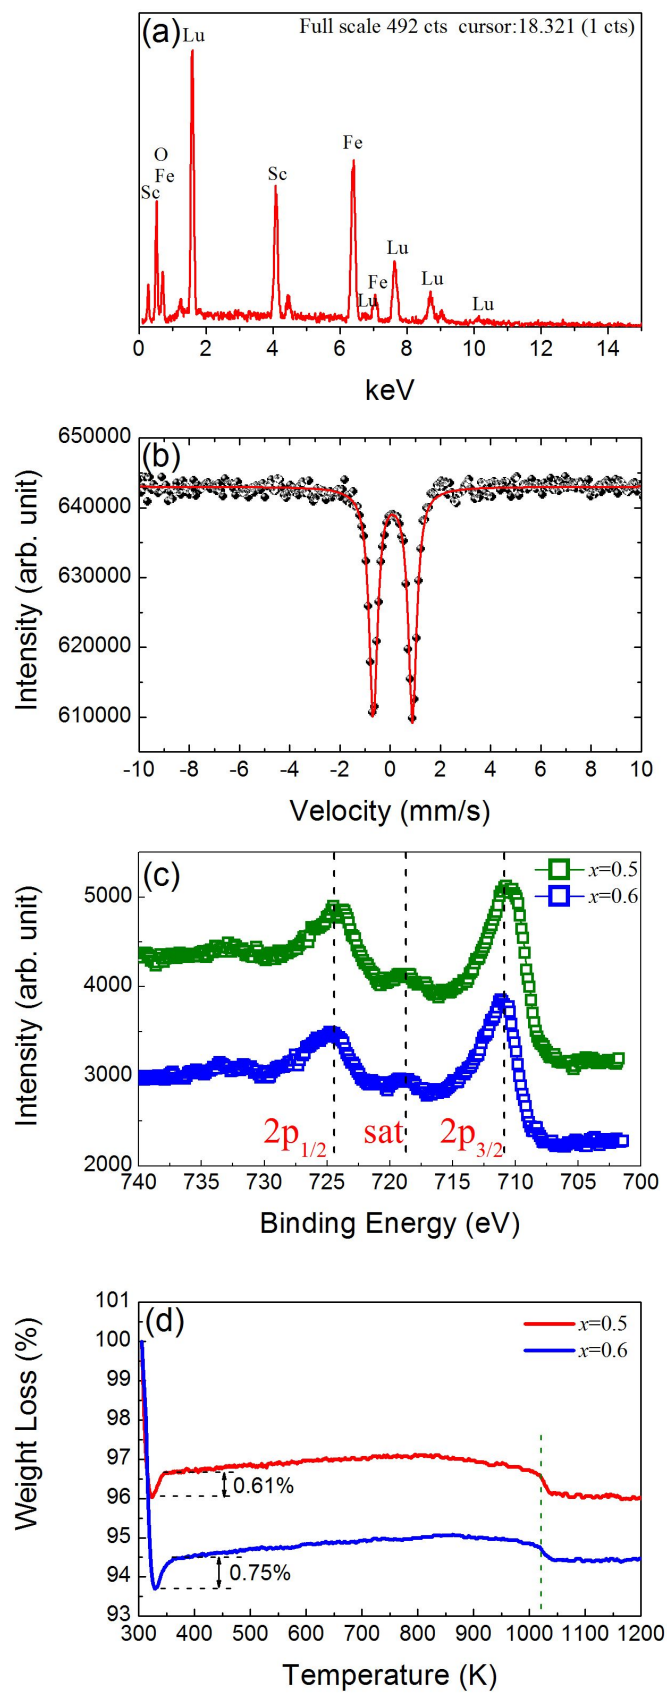 (a)
Full scale 492 cts cursor:18.321 (1 cts)
Lu
O
Fe
Sc
Sc
Fe
Lu
Fe
Lu
Lu
Lu
0 2 4 6 8 10 12 14
keV
(b)
650000
640000
630000
620000
610000
Intensity (arb. unit)
-10 -8 -6 -4 -2 0 2 4 6 8 10
Velocity (mm/s)
(c)
x=0.5
x=0.6
5000
4000
3000
2000
Intensity (arb. unit)
2p1/2 sat 2p3/2
740 735 730 725 720 715 710 705 700
Binding Energy (eV)
(d)
x=0.5
x=0.6
101
100
99
98
97
96
95
94
93
Weight Loss (%)
0.61%
0.75%
300 400 500 600 700 800 900 1000 1100 1200
Temperature (K)